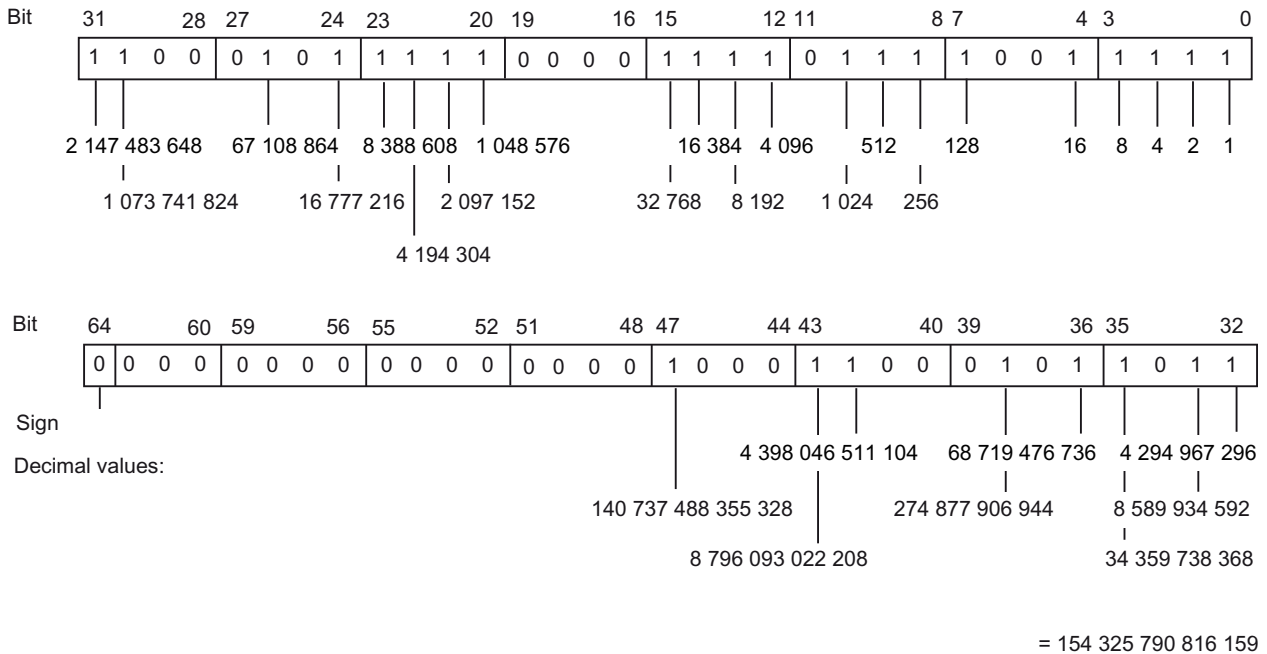 Bit 31 28 27 24 23 20 19 16 15 12 11 8 7 4 3 0
1 1 0 0 0 1 0 1 1 1 1 1 0 0 0 0 1 1 1 1 0 1 1 1 1 0 0 1 1 1 1 1
2 147 483 648 67 108 864 8 388 608 1 048 576 16 384 4 096 512 128 16 8 4 2 1
1 073 741 824 16 777 216 2 097 152 32 768 8 192 1 024 256
4 194 304
Bit 64 60 59 56 55 52 51 48 47 44 43 40 39 36 35 32
0 0 0 0 0 0 0 0 0 0 0 0 0 0 0 0 1 0 0 0 1 1 0 0 0 1 0 1 1 0 1 1
Sign
4 398 046 511 104 68 719 476 736 4 294 967 296
Decimal values:
140 737 488 355 328 274 877 906 944 8 589 934 592
8 796 093 022 208 34 359 738 368
= 154 325 790 816 159